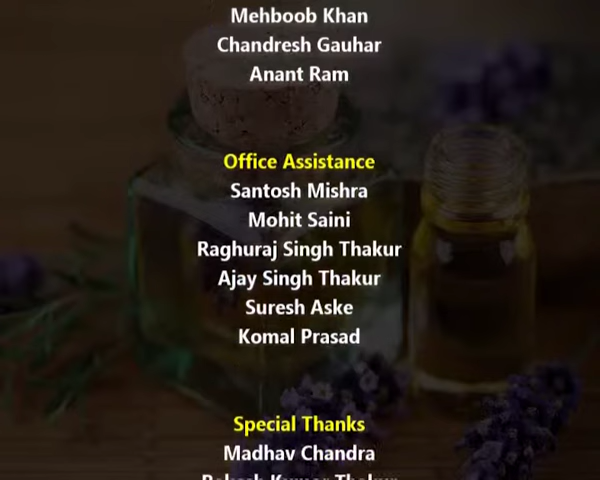 Mehboob Khan
Chandresh Gauhar
Anant Ram
Office Assistance
Santosh Mishra
Mohit Saini
Raghuraj Singh Thakur
Ajay Singh Thakur
Suresh Aske
Komal Prasad
Special Thanks
Madhav Chandra